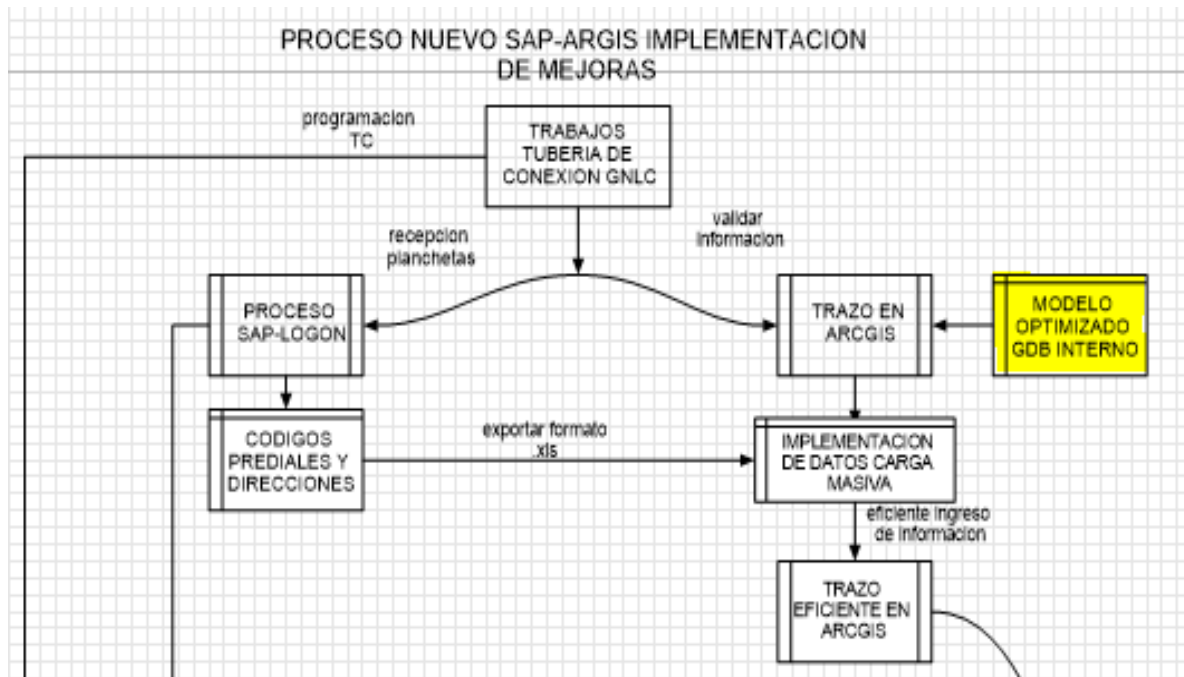 PROCESO NUEVO SAP-ARGIS IMPLEMENTACION
DE MEJORAS
programacion
TC
TRABAJOS
TUBERIA DE
CONEXION GNLC
recepcion
planchetas
validar
informacion
PROCESO
SAP-LOGON
TRAZO EN
ARCGIS
MODELO
OPTIMIZADO
GDB INTERNO
CODIGOS
PREDIALES Y
DIRECCIONES
exportar formato
.xls
IMPLEMENTACION
DE DATOS CARGA
MASIVA
eficiente ingreso
de informacion
TRAZO
EFICIENTE EN
ARCGIS